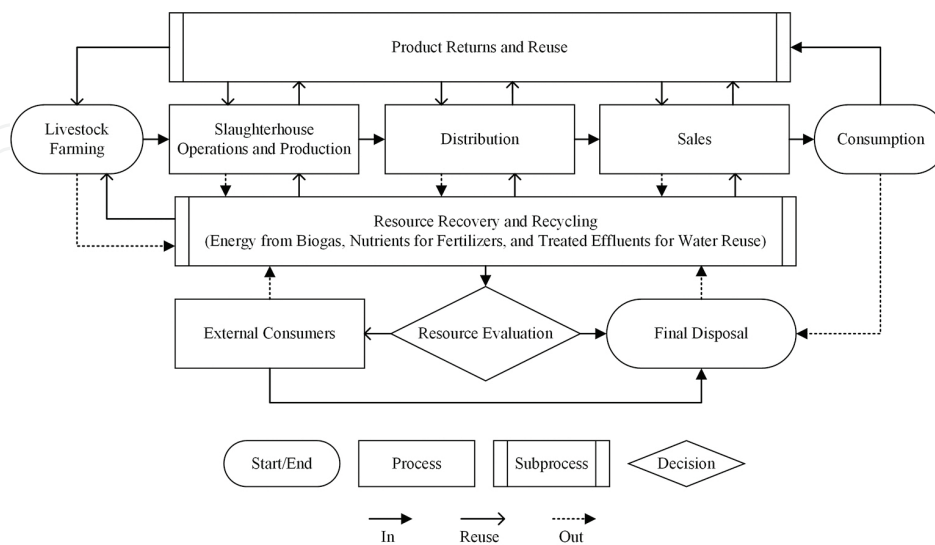 Product Returns and Reuse
Livestock
Farming
Slaughterhouse
Operations and Production
Distribution
Sales
Consumption
Resource Recovery and Recycling
(Energy from Biogas, Nutrients for Fertilizers, and Treated Effluents for Water Reuse)
External Consumers
Resource Evaluation
Final Disposal
Start/End
Process
Subprocess
Decision
In
Reuse
Out